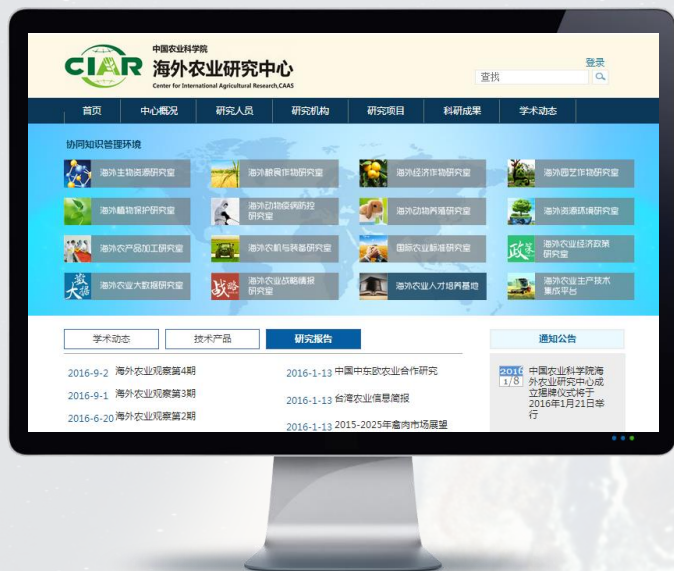 CIAR
中国农业科学院
海外农业研究中心
Center for International Agricultural Research,CAAS
登录
查找
首页 中心概况 研究人员 研究机构 研究项目 科研成果 学术动态
协同知识管理环境
海外生物资源研究室 海外粮食作物研究室 海外经济作物研究室 海外园艺作物研究室
海外植物保护研究室 海外动物疫病防控研究室 海外动物养殖研究室 海外资源环境研究室
海外农产品加工研究室 海外农机与装备研究室 国际农业标准研究室 政策 海外农业经济政策研究室
大数据 海外农业大数据研究室 战略 海外农业战略情报研究室 海外农业人才培养基地 海外农业生产技术集成平台
学术动态 技术产品 研究报告 通知公告
2016-9-2 海外农业观察第4期
2016-9-1 海外农业观察第3期
2016-6-20 海外农业观察第2期
2016-1-13 中国中东欧农业合作研究
2016-1-13 台湾农业信息简报
2016-1-13 2015-2025年禽肉市场展望
2016
1/8
中国农业科学院海
外农业研究中心成
立揭牌仪式将于
2016年1月21日举
行